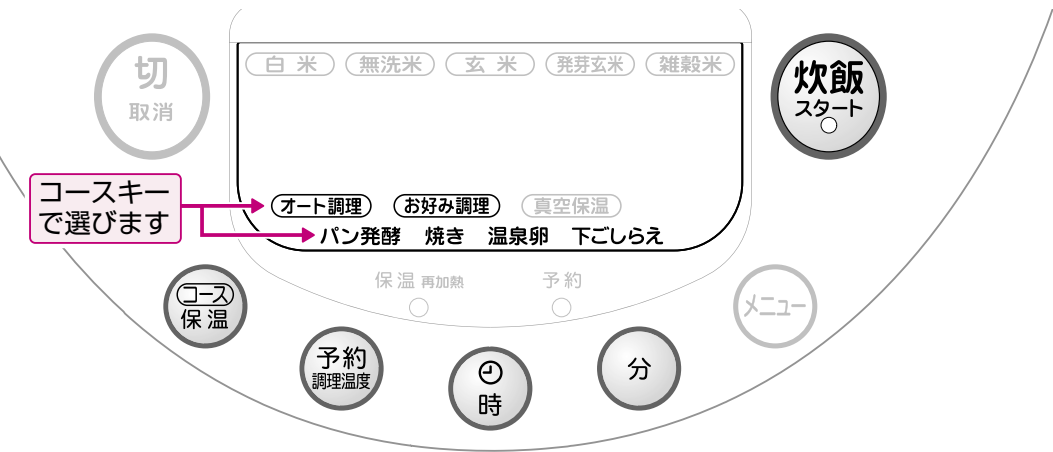 切
取消
白米 無洗米 玄米 発芽玄米 雑穀米
炊飯
スタート
コースキー
で選びます
オート調理 お好み調理 真空保温
パン発酵 焼き 温泉卵 下ごしらえ
保温 再加熱 予約
コース
保温
予約
調理温度
時
分
メニュー